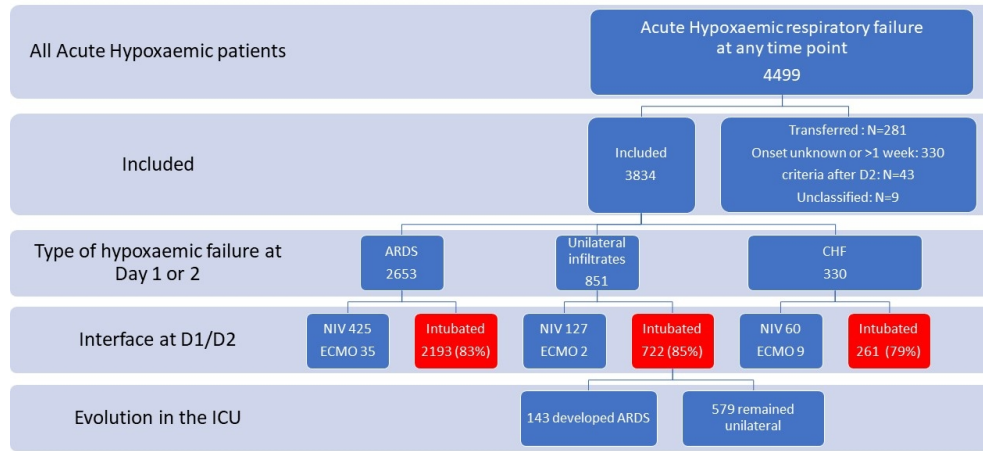 All Acute Hypoxaemic patients
Acute Hypoxaemic respiratory failure
at any time point
4499
Included
Included
3834
Transferred : N=281
Onset unknown or >1 week: 330
criteria after D2: N=43
Unclassified: N=9
Type of hypoxaemic failure at
Day 1 or 2
ARDS
2653
Unilateral
infiltrates
851
CHF
330
Interface at D1/D2
NIV 425
ECMO 35
Intubated
2193 (83%)
NIV 127
ECMO 2
Intubated
722 (85%)
NIV 60
ECMO 9
Intubated
261 (79%)
Evolution in the ICU
143 developed ARDS
579 remained
unilateral